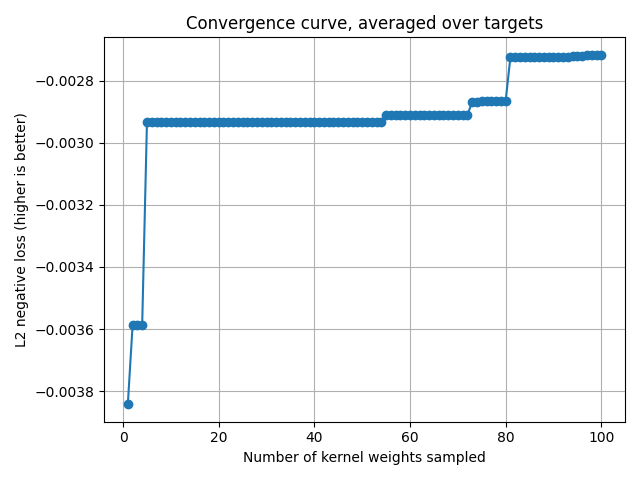 Convergence curve, averaged over targets
L2 negative loss (higher is better)
−0.0028
−0.0030
−0.0032
−0.0034
−0.0036
−0.0038
0 20 40 60 80 100
Number of kernel weights sampled